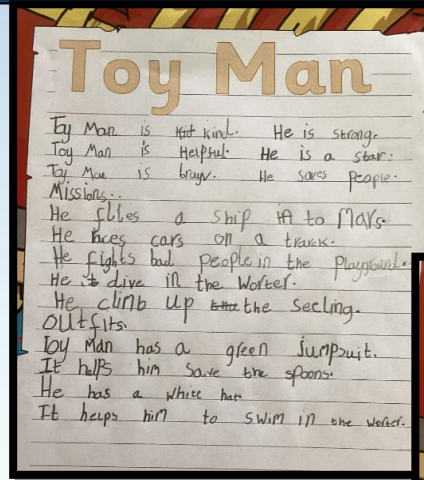 Toy Man
Toy Man is kind. He is strong.
Toy Man is Helpful. He is a star.
Toy Man is brayv. He saves People.
Missions..
He flies a ship to Mars.
He races cars on a track.
He fights bad people in the Playground.
He dive in the worter.
He climb up the seeling.
outfits.
Toy Man has a green jumpsuit.
It helps him save the spoons.
He has a white hat
It helps him to swim in the worter.